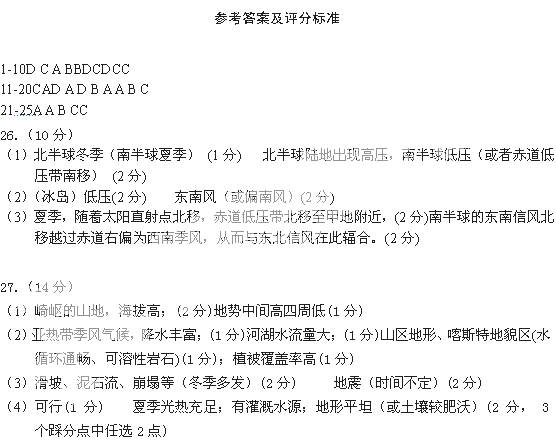 参考答案及评分标准
1-10D C A BBDCDCC
11-20CAD A D B A A B C
21-25AA B CC
26.（10 分）
（1）北半球冬季（南半球夏季）(1 分) 北半球陆地出现高压，南半球低压（或者赤道低
压带南移）(2 分)
（2）（冰岛）低压(2 分) 东南风（或偏南风）(2 分)
（3）夏季，随着太阳直射点北移，赤道低压带北移至甲地附近，(2 分)南半球的东南信风北
移越过赤道右偏为西南季风，从而与东北信风在此辐合。(2 分)
27.（14 分）
（1）崎岖的山地，海拔高；(2 分)地势中间高四周低(1 分)
（2）亚热带季风气候，降水丰富；(1 分)河湖水流量大；(1 分)山区地形、喀斯特地貌区(水
循环通畅、可溶性岩石)(1 分)；植被覆盖率高(1 分)
（3）滑坡、泥石流、崩塌等（冬季多发）(2 分) 地震（时间不定）(2 分)
（4）可行(1 分) 夏季光热充足；有灌溉水源；地形平坦（或土壤较肥沃）(2 分， 3
个踩分点中任选 2 点）